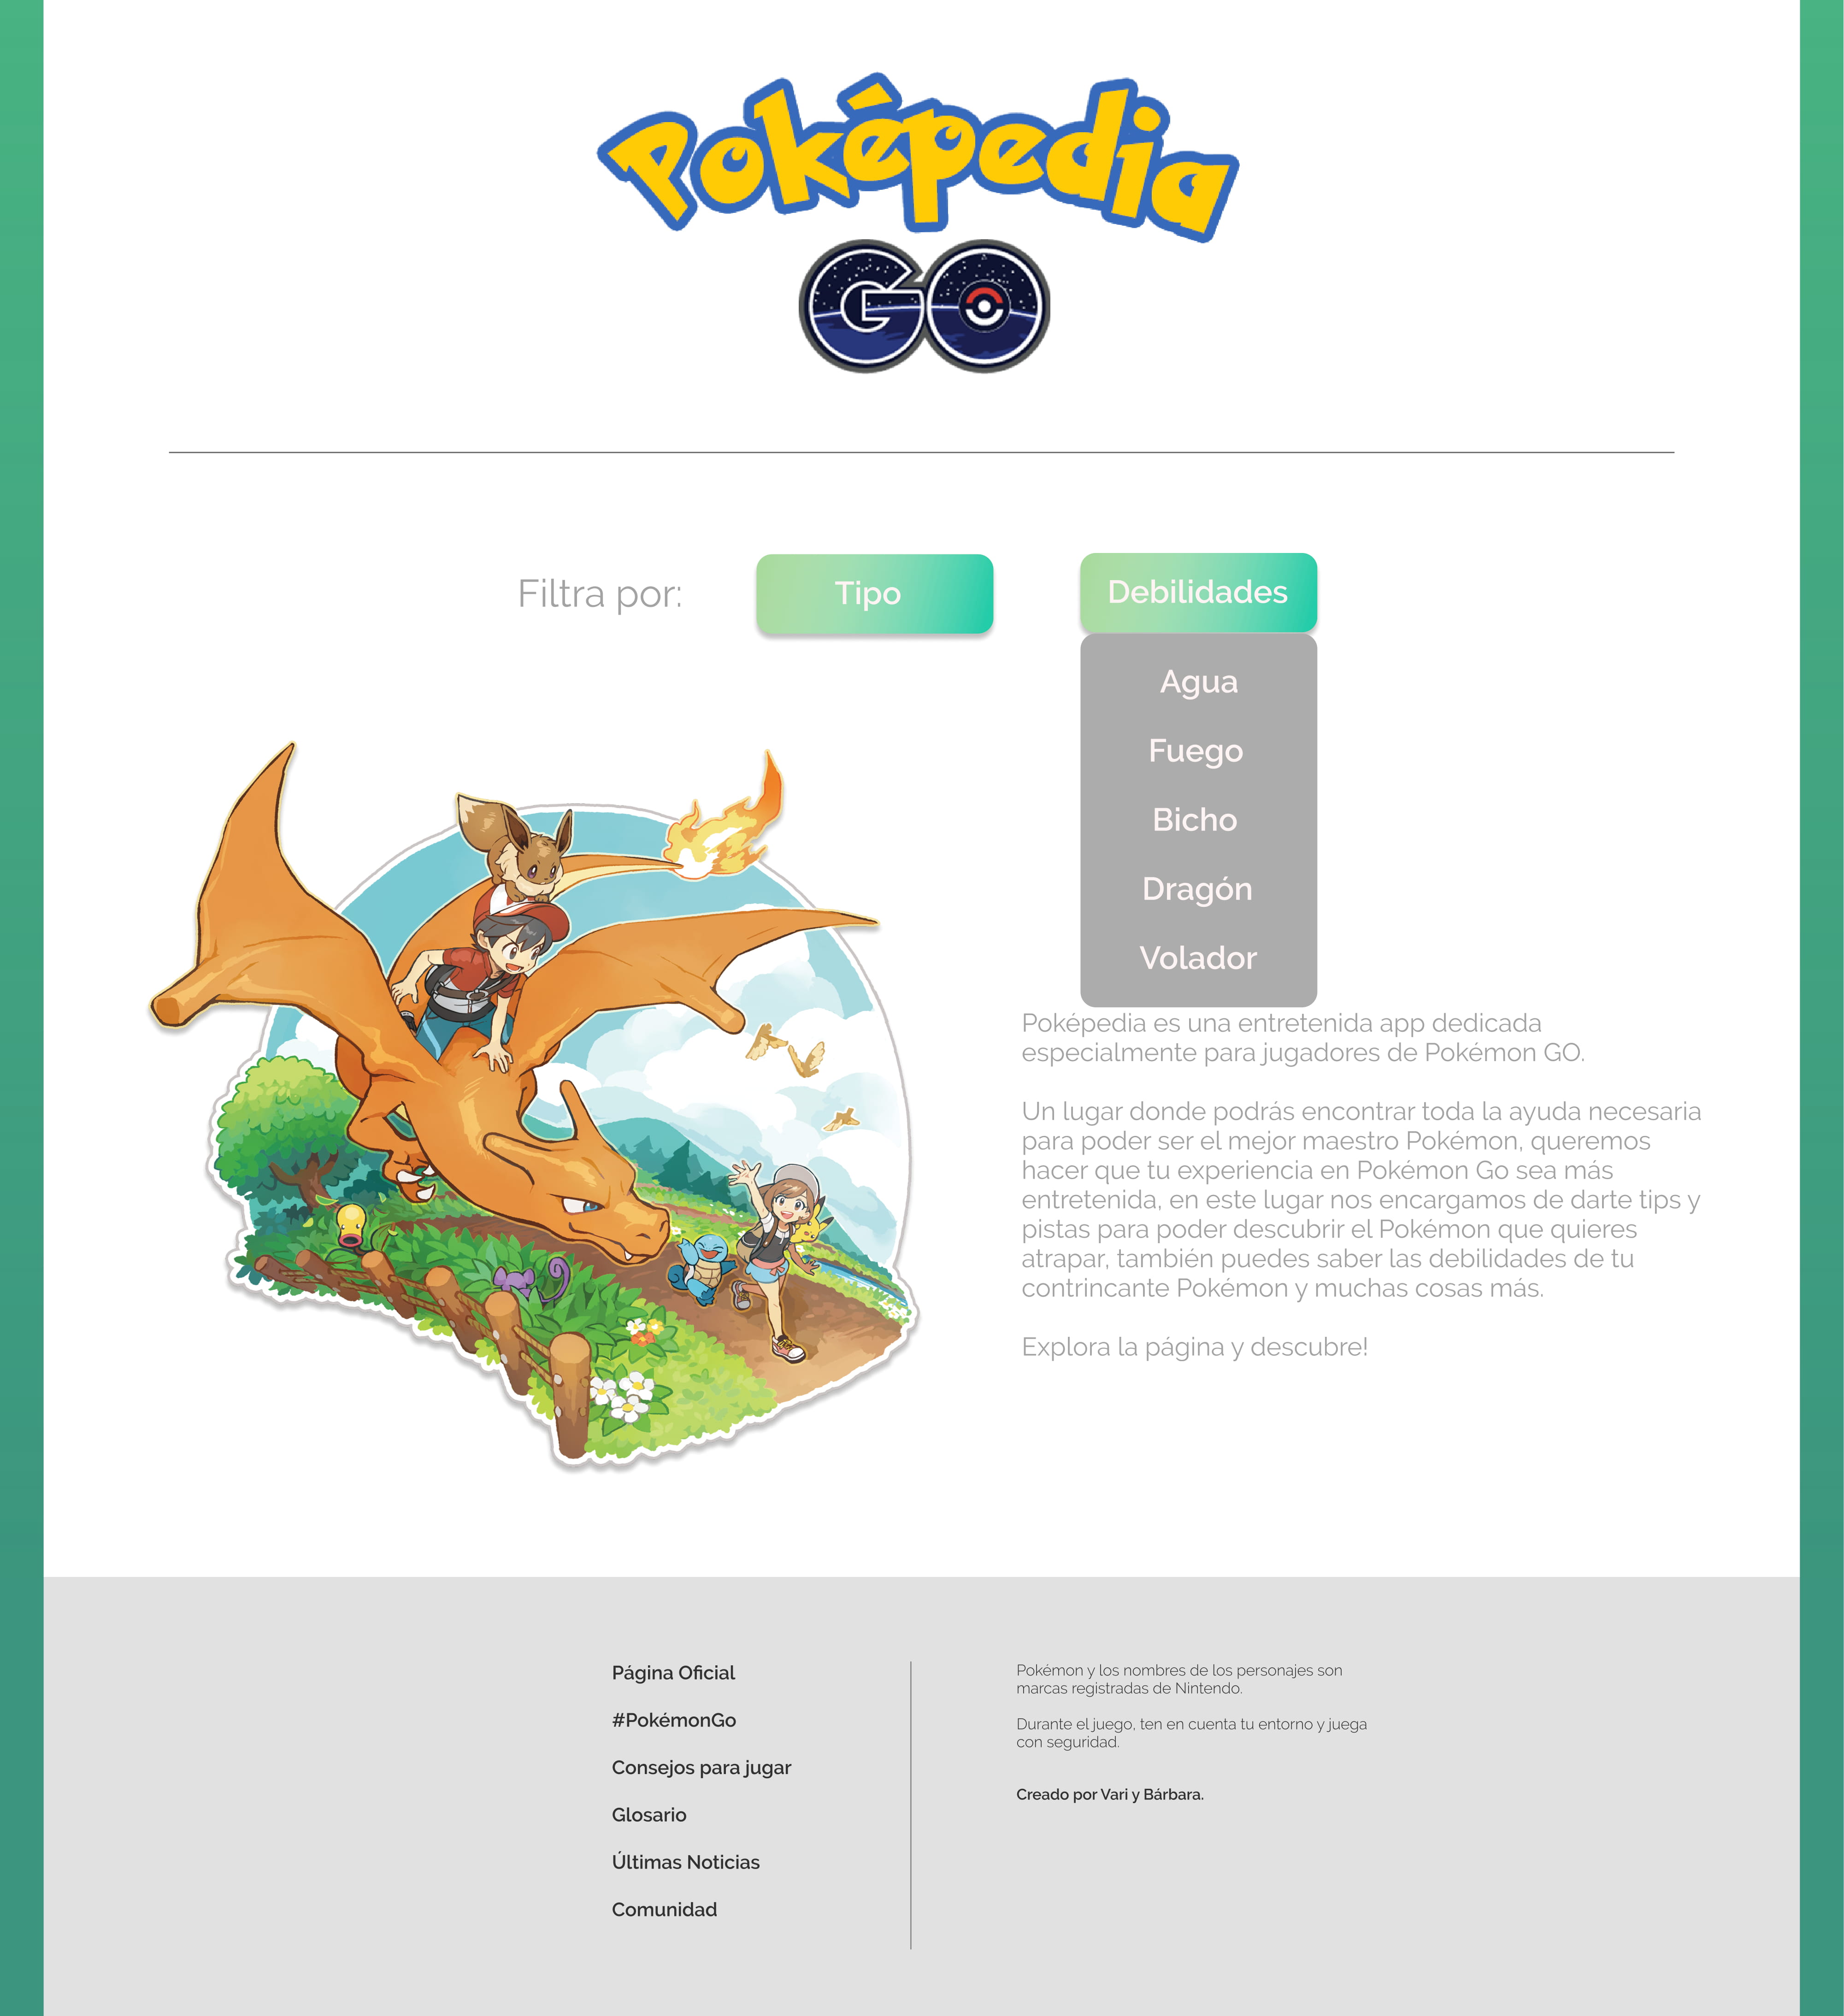 Poképedia
GO
Filtra por:
Tipo
Debilidades
Agua
Fuego
Bicho
Dragón
Volador
Poképedia es una entretenida app dedicada
especialmente para jugadores de Pokémon GO.
Un lugar donde podrás encontrar toda la ayuda necesaria
para poder ser el mejor maestro Pokémon, queremos
hacer que tu experiencia en Pokémon Go sea más
entretenida, en este lugar nos encargamos de darte tips y
pistas para poder descubrir el Pokémon que quieres
atrapar, también puedes saber las debilidades de tu
contrincante Pokémon y muchas cosas más.
Explora la página y descubre!
Página Oficial
#PokémonGo
Consejos para jugar
Glosario
Últimas Noticias
Comunidad
Pokémon y los nombres de los personajes son
marcas registradas de Nintendo.
Durante el juego, ten en cuenta tu entorno y juega
con seguridad.
Creado por Vari y Bárbara.